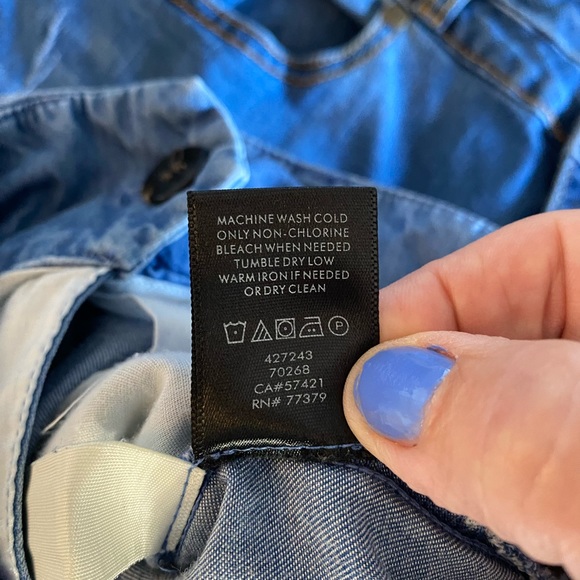 MACHINE WASH COLD
ONLY NON-CHLORINE
BLEACH WHEN NEEDED
TUMBLE DRY LOW
WARM IRON IF NEEDED
OR DRY CLEAN
P
427243
70268
CA#57421
RN# 77379